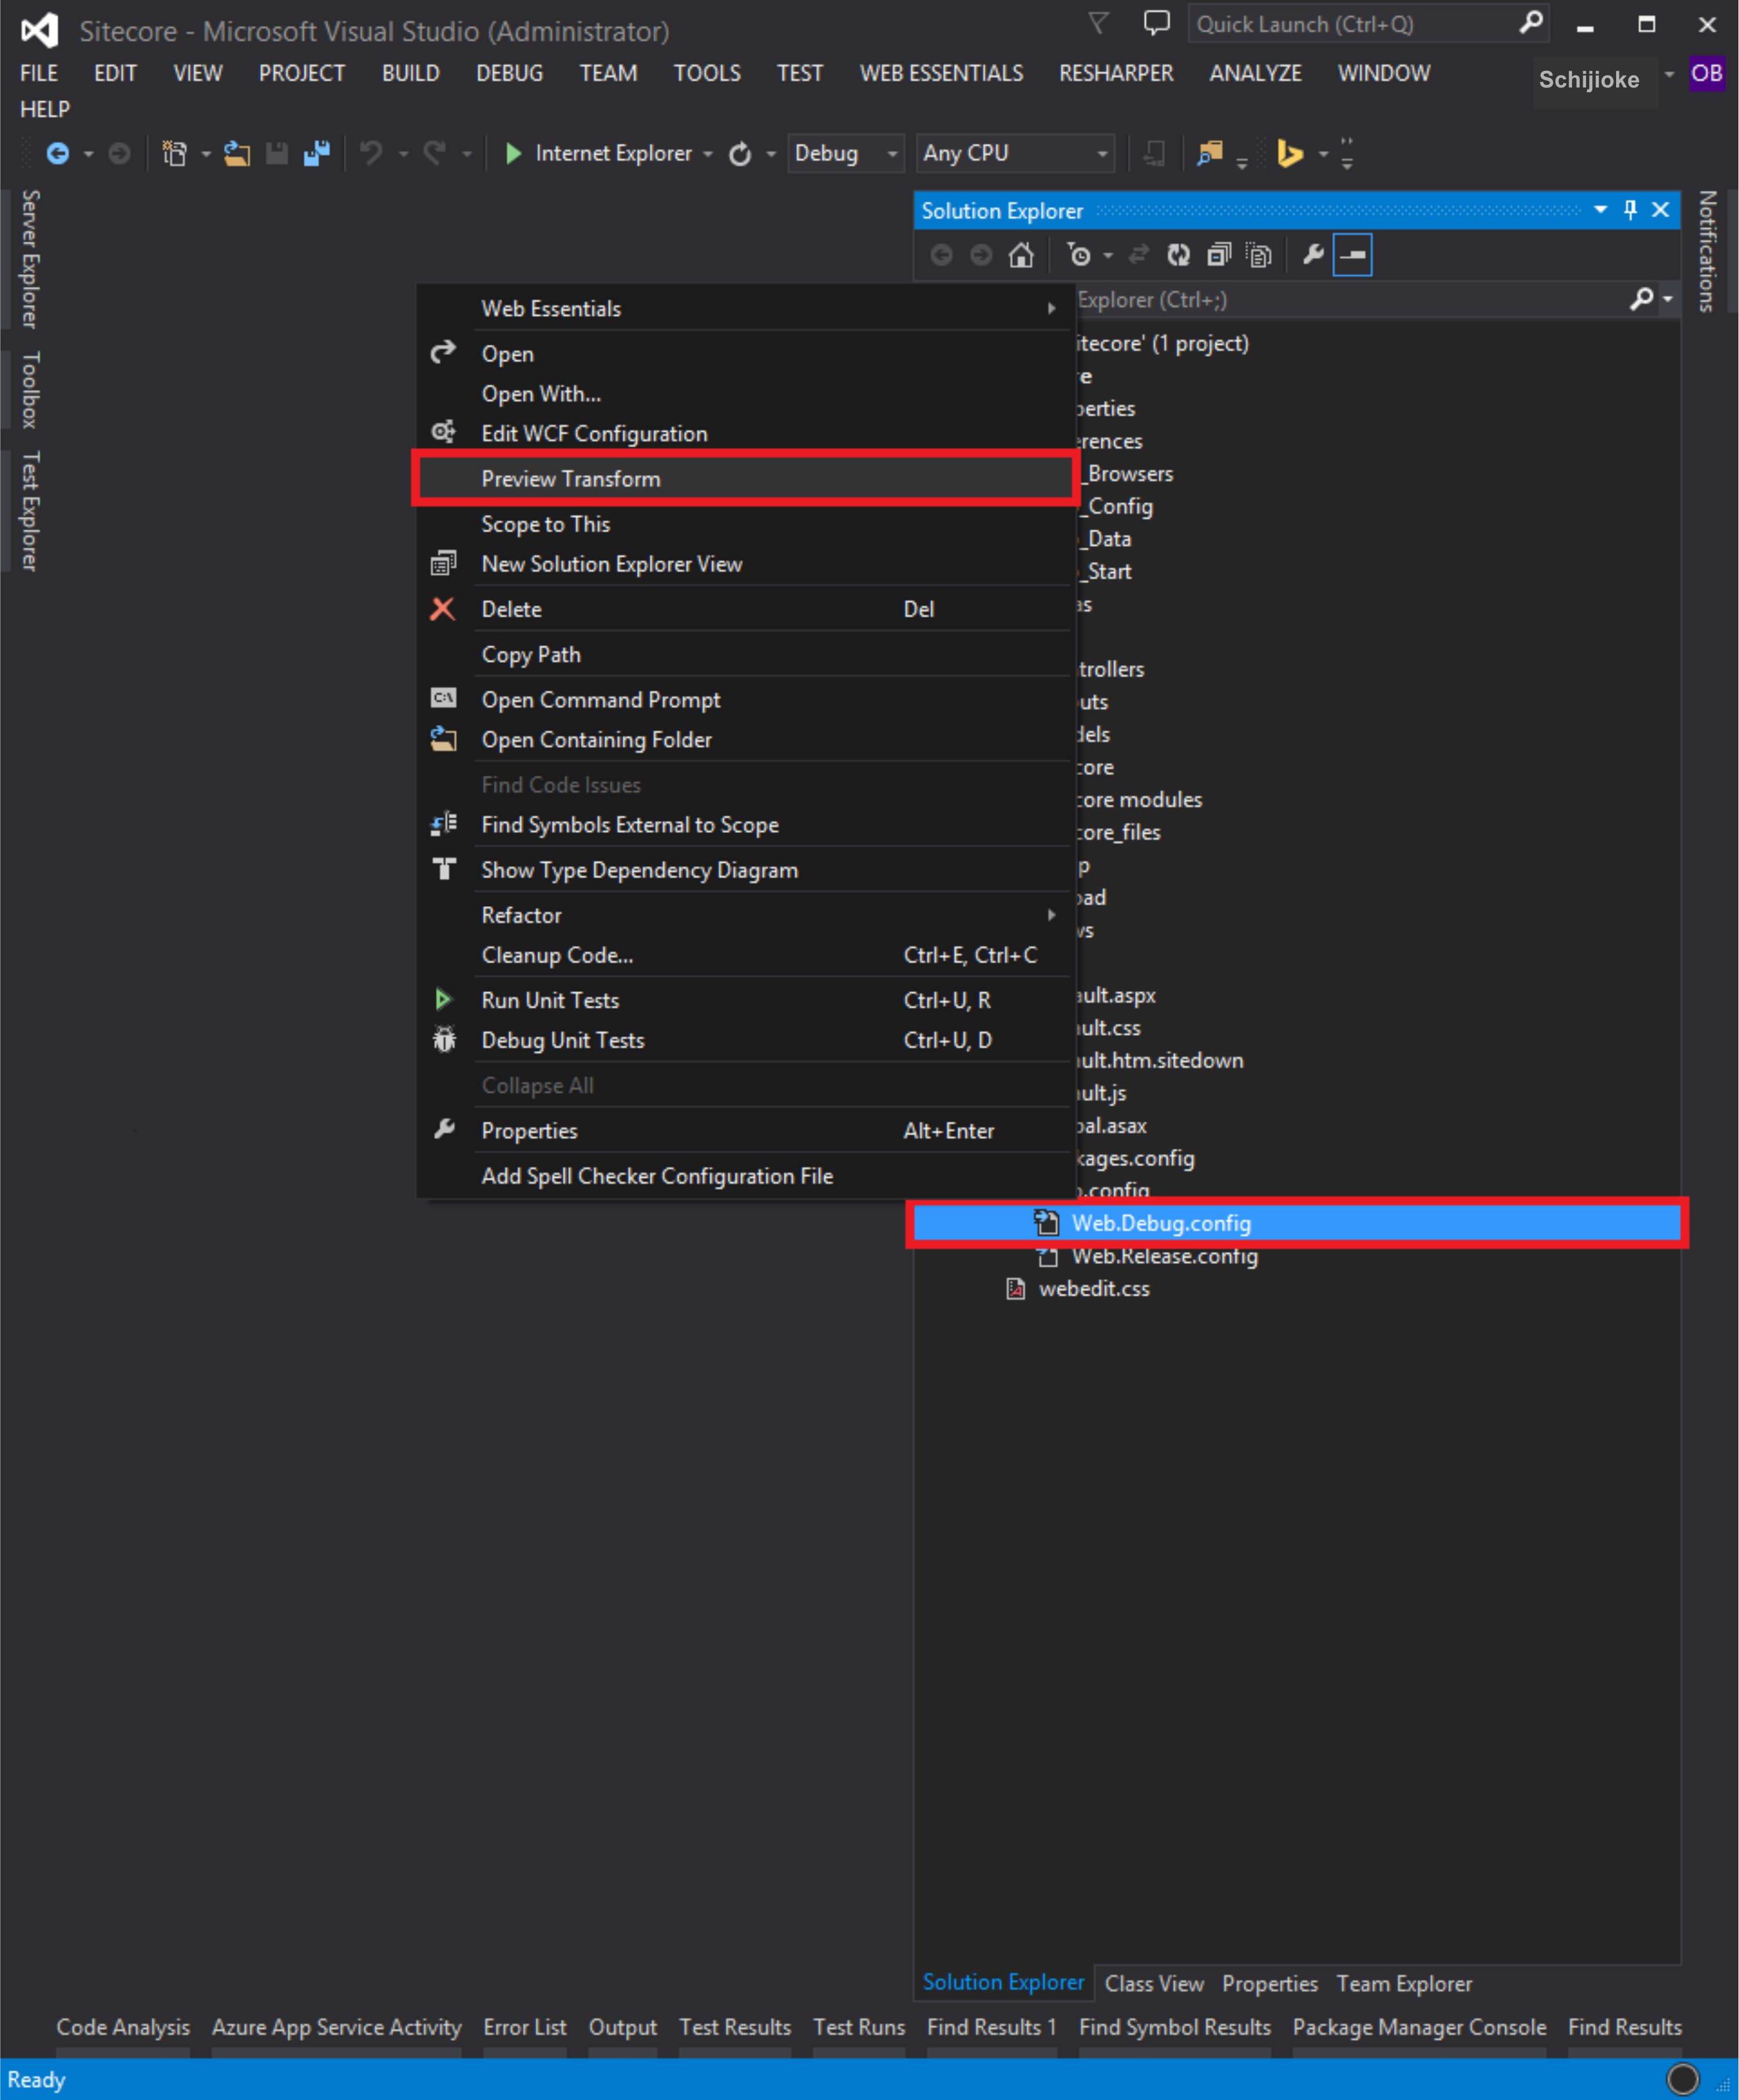 Sitecore - Microsoft Visual Studio (Administrator)
Quick Launch (Ctrl+Q)
FILE EDIT VIEW PROJECT BUILD DEBUG TEAM TOOLS TEST WEB ESSENTIALS RESHARPER ANALYZE WINDOW
Schijioke OB
HELP
Internet Explorer Debug Any CPU
Server Explorer
Toolbox
Test Explorer
Notifications
Solution Explorer
Explorer (Ctrl+;)
Web Essentials
Open
Open With...
Edit WCF Configuration
Preview Transform
Scope to This
New Solution Explorer View
Delete Del
Copy Path
C:\
Open Command Prompt
Open Containing Folder
Find Code Issues
Find Symbols External to Scope
Show Type Dependency Diagram
Refactor
Cleanup Code... Ctrl+E, Ctrl+C
Run Unit Tests Ctrl+U, R
Debug Unit Tests Ctrl+U, D
Collapse All
Properties Alt+Enter
Add Spell Checker Configuration File
itecore' (1 project)
e
perties
erences
_Browsers
_Config
_Data
_Start
as
trollers
uts
dels
core
core modules
core_files
p
oad
ws
ault.aspx
ult.css
ult.htm.sitedown
ult.js
bal.asax
kages.config
.config
Web.Debug.config
Web.Release.config
webedit.css
Solution Explorer Class View Properties Team Explorer
Code Analysis Azure App Service Activity Error List Output Test Results Test Runs Find Results 1 Find Symbol Results Package Manager Console Find Results
Ready